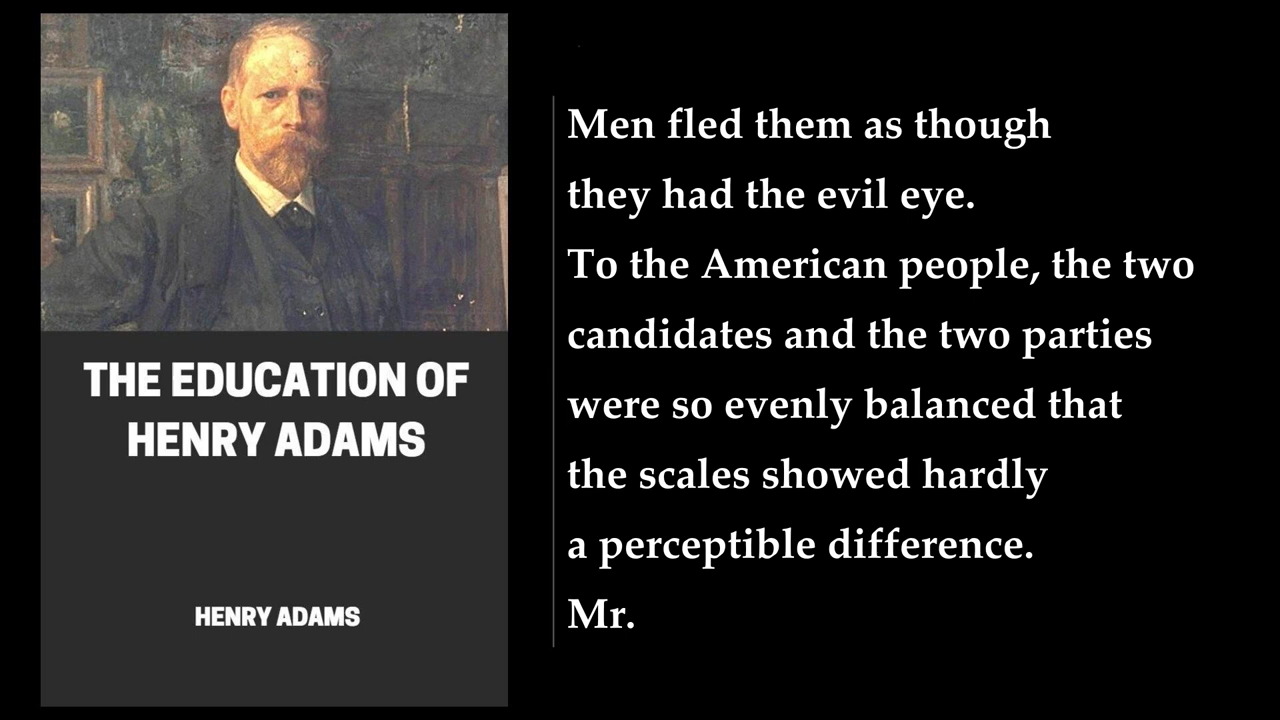 THE EDUCATION OF
HENRY ADAMS
HENRY ADAMS
Men fled them as though
they had the evil eye.
To the American people, the two
candidates and the two parties
were so evenly balanced that
the scales showed hardly
a perceptible difference.
Mr.